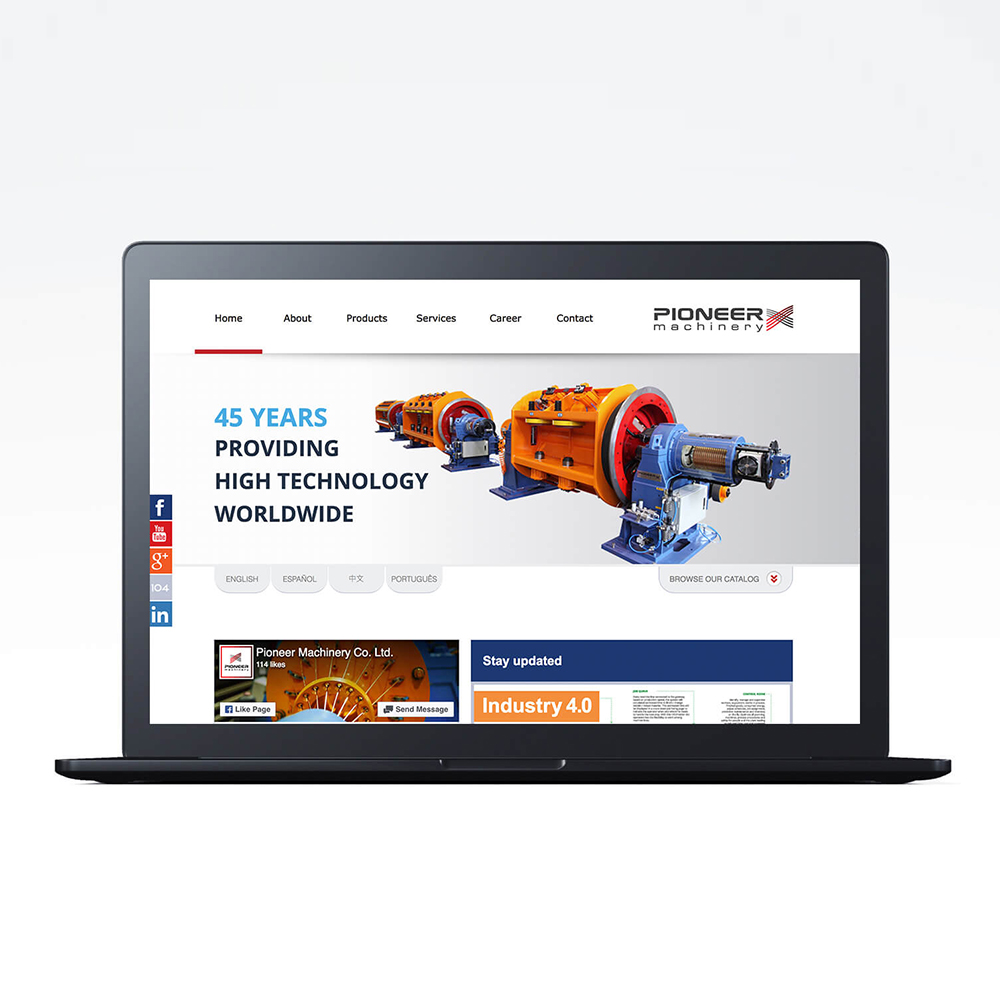 Home
About
Products
Services
Career
Contact
PIONEER
machinery
45 YEARS
PROVIDING
HIGH TECHNOLOGY
WORLDWIDE
f
You
Tube
g+
104
in
ENGLISH
ESPAÑOL
中文
PORTUGUÊS
BROWSE OUR CATALOG
PIONEER
machinery
Pioneer Machinery Co. Ltd.
114 likes
Like Page
Send Message
Stay updated
Industry 4.0